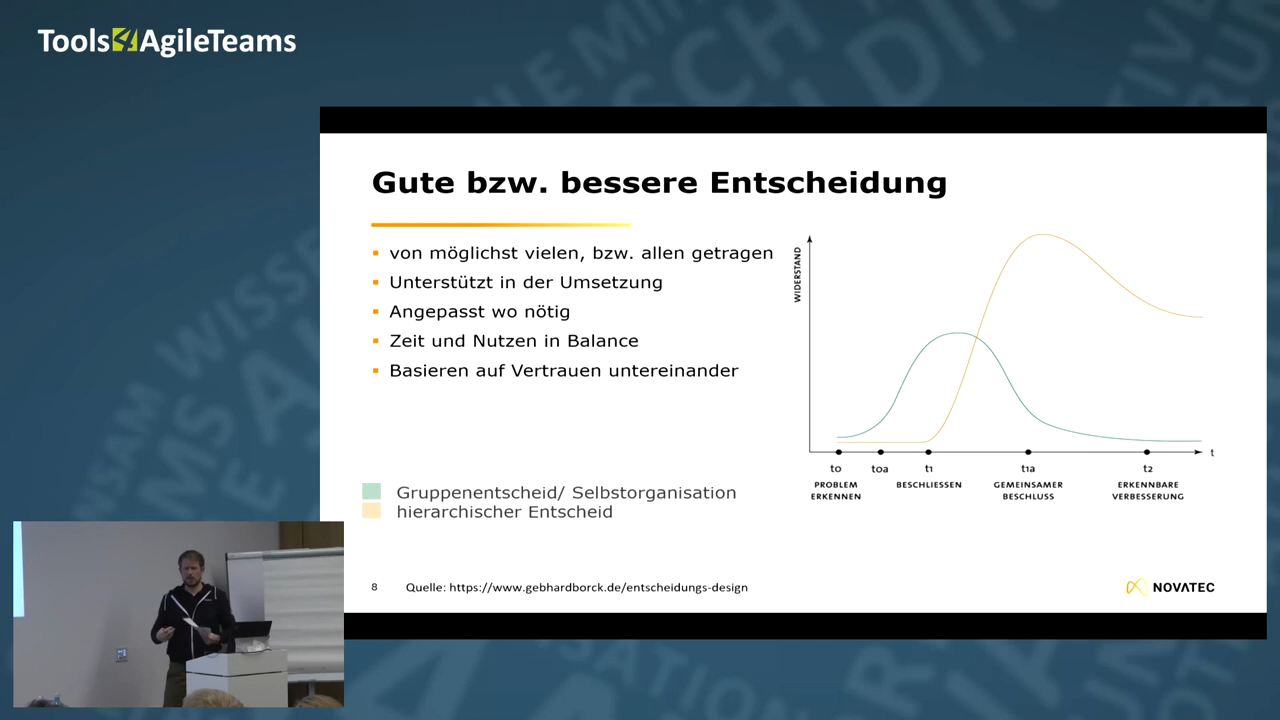 Tools4AgileTeams
Gute bzw. bessere Entscheidung
von möglichst vielen, bzw. allen getragen
Unterstützt in der Umsetzung
Angepasst wo nötig
Zeit und Nutzen in Balance
Basieren auf Vertrauen untereinander
WIDERSTAND
t
t0
t0a
t1
t1a
t2
PROBLEM
ERKENNEN
BESCHLIESSEN
GEMEINSAMER
BESCHLUSS
ERKENNBARE
VERBESSERUNG
Gruppenentscheid/ Selbstorganisation
hierarchischer Entscheid
8
Quelle: https://www.gebhardborck.de/entscheidungs-design
NOVATEC